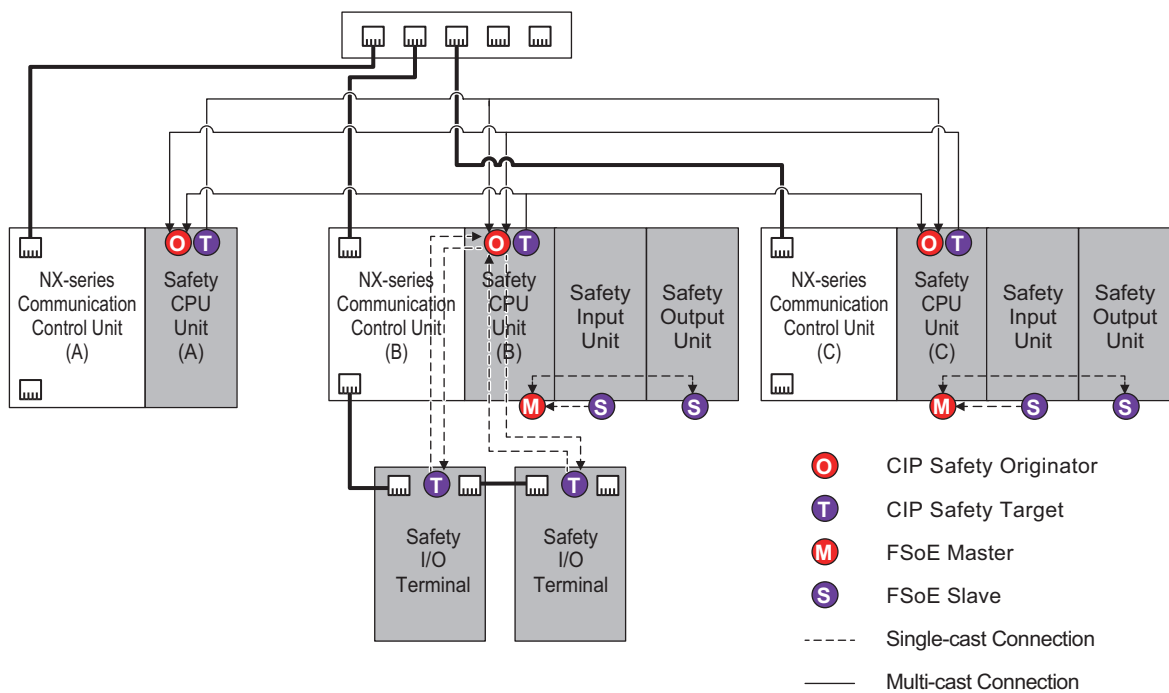 O T
O T
O T
NX-series
Communication
Control Unit
(A)
Safety
CPU
Unit
(A)
NX-series
Communication
Control Unit
(B)
Safety
CPU
Unit
(B)
Safety
Input
Unit
Safety
Output
Unit
NX-series
Communication
Control Unit
(C)
Safety
CPU
Unit
(C)
Safety
Input
Unit
Safety
Output
Unit
M S S
M S S
T
T
Safety
I/O
Terminal
Safety
I/O
Terminal
O CIP Safety Originator
T CIP Safety Target
M FSoE Master
S FSoE Slave
Single-cast Connection
Multi-cast Connection